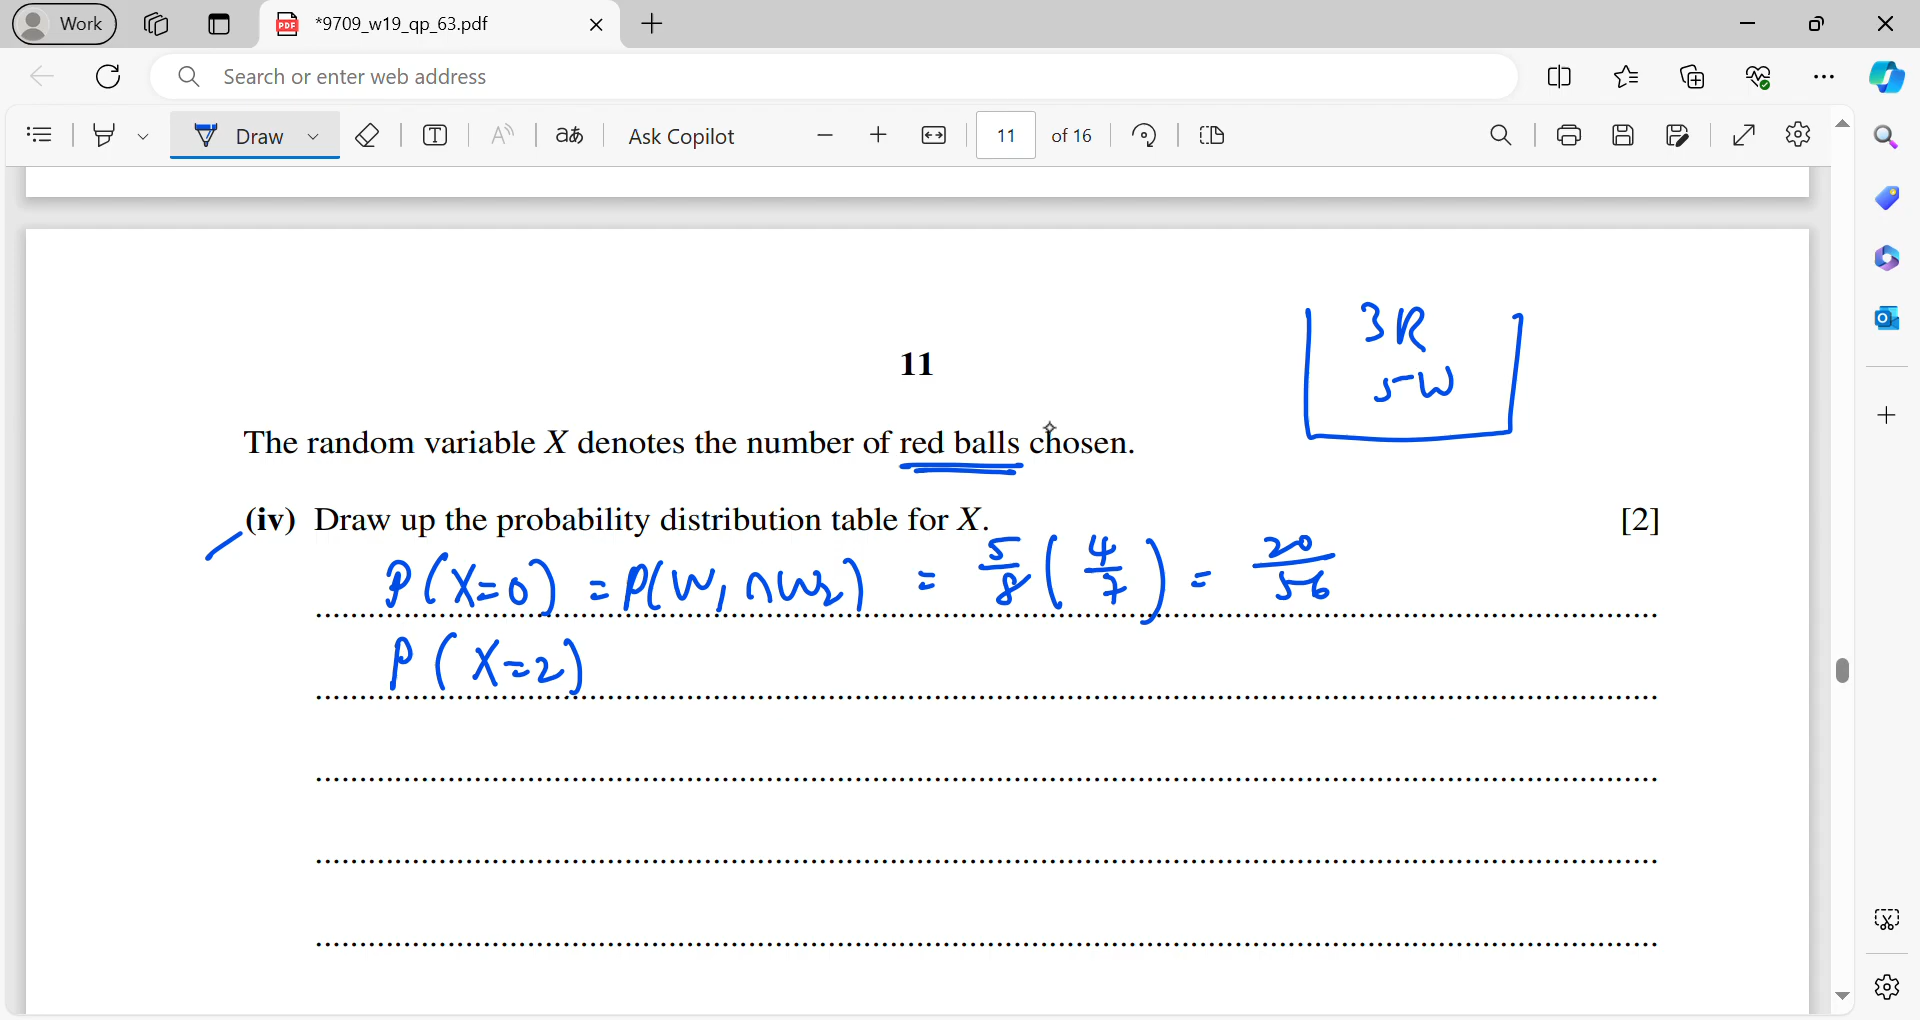 Work
*9709_w19_qp_63.pdf
Search or enter web address
Draw
aあ
Ask Copilot
11 of 16
3R
5W
11
The random variable X denotes the number of red balls chosen.
(iv) Draw up the probability distribution table for X. [2]
P(X=0) = P(W₁∩W₂) = 5/8 (4/7) = 20/56
P(X=2)